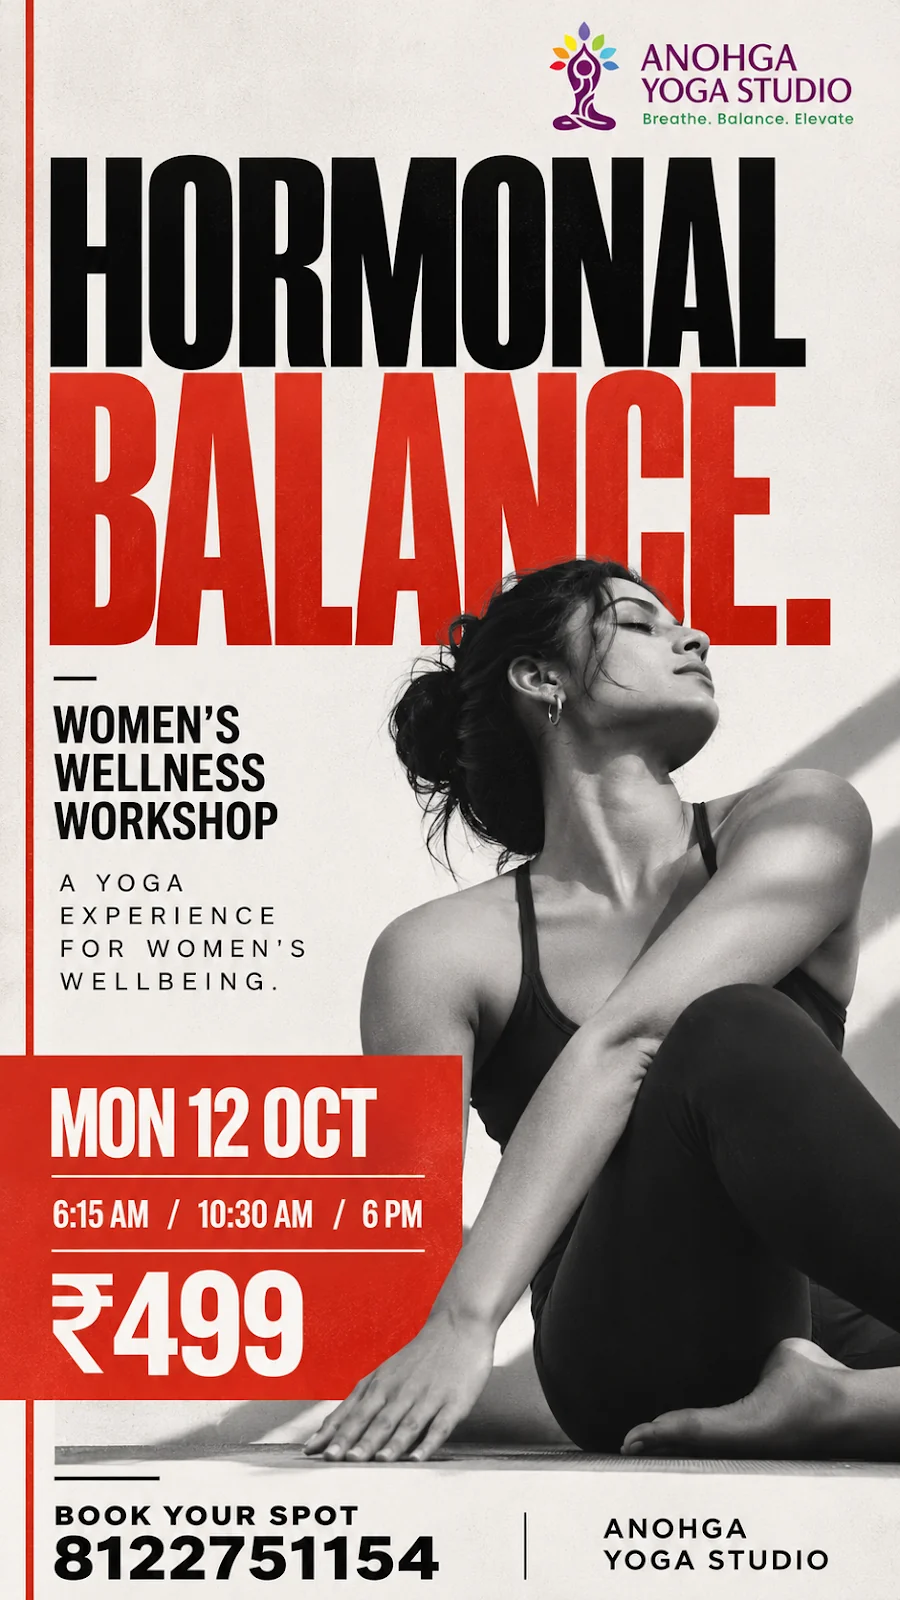 ANOHGA
YOGA STUDIO
Breathe. Balance. Elevate
HORMONAL
BALANCE.
WOMEN'S
WELLNESS
WORKSHOP
A YOGA
EXPERIENCE
FOR WOMEN'S
WELLBEING.
MON 12 OCT
6:15 AM / 10:30 AM / 6 PM
₹499
BOOK YOUR SPOT
8122751154
ANOHGA
YOGA STUDIO